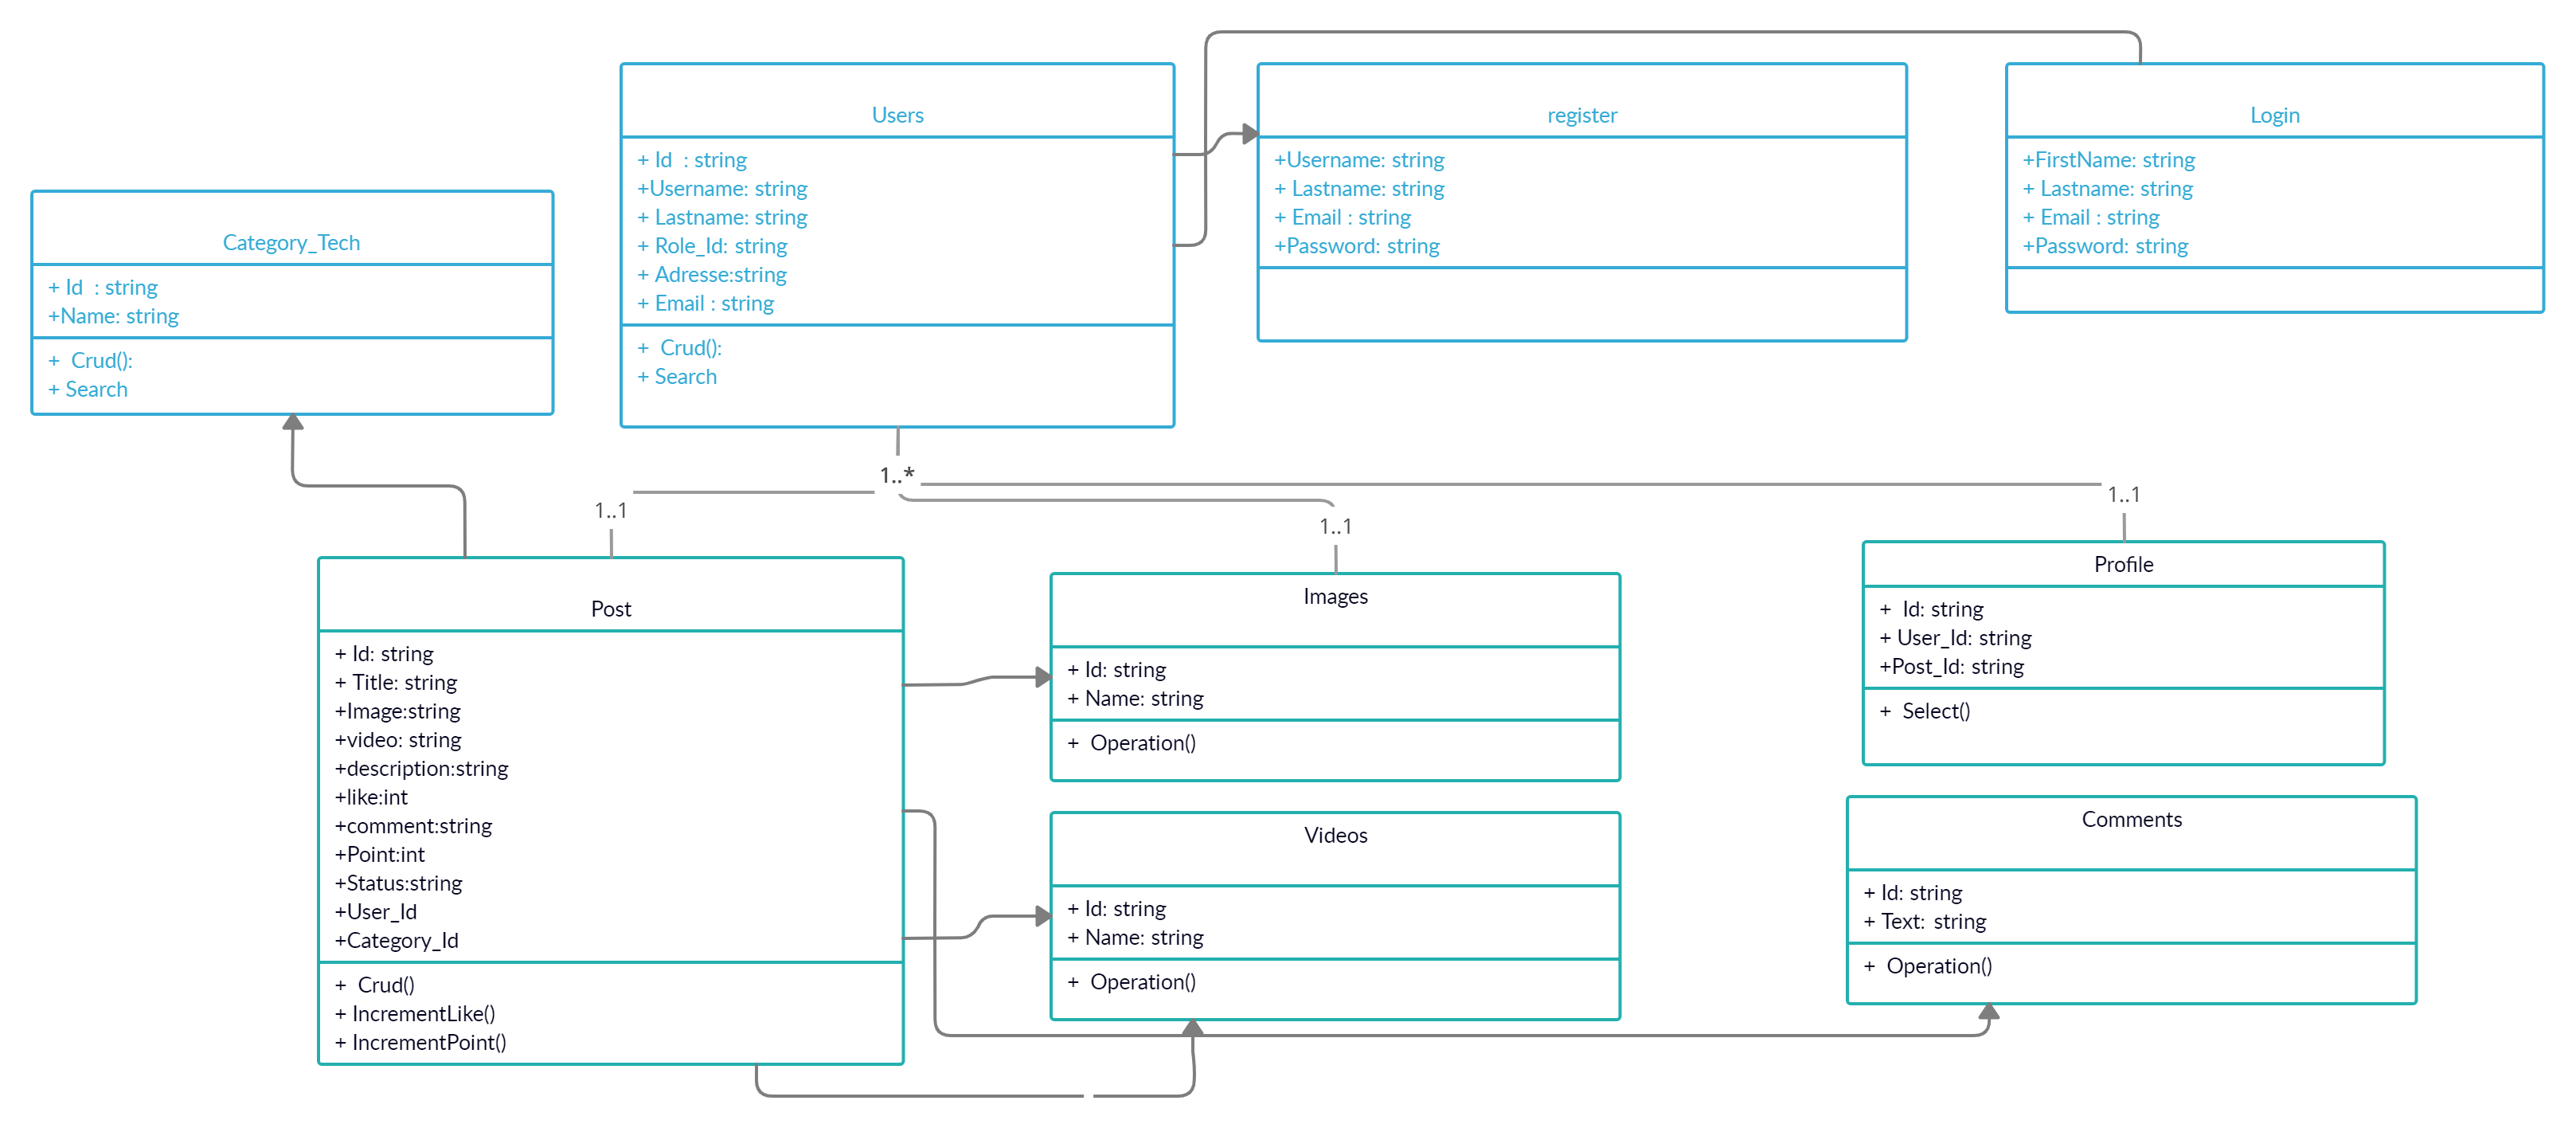 Users
+ Id  : string
+Username: string
+ Lastname: string
+ Role_Id: string
+ Adresse:string
+ Email : string
+  Crud():
+ Search
register
+Username: string
+ Lastname: string
+ Email : string
+Password: string
Login
+FirstName: string
+ Lastname: string
+ Email : string
+Password: string
Category_Tech
+ Id  : string
+Name: string
+  Crud():
+ Search
1..*
1..1
1..1
1..1
Post
+ Id: string
+ Title: string
+Image:string
+video: string
+description:string
+like:int
+comment:string
+Point:int
+Status:string
+User_Id
+Category_Id
+  Crud()
+ IncrementLike()
+ IncrementPoint()
Images
+ Id: string
+ Name: string
+  Operation()
Videos
+ Id: string
+ Name: string
+  Operation()
Profile
+  Id: string
+ User_Id: string
+Post_Id: string
+  Select()
Comments
+ Id: string
+ Text:  string
+  Operation()